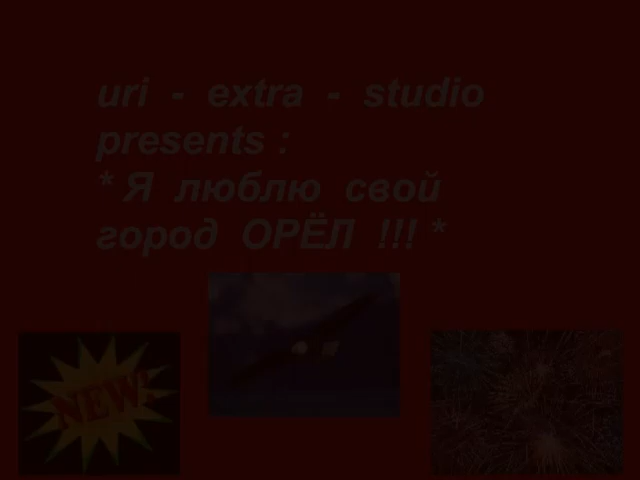 uri - extra - studio
presents :
* Я люблю свой
город ОРЁЛ !!! *
NEW!